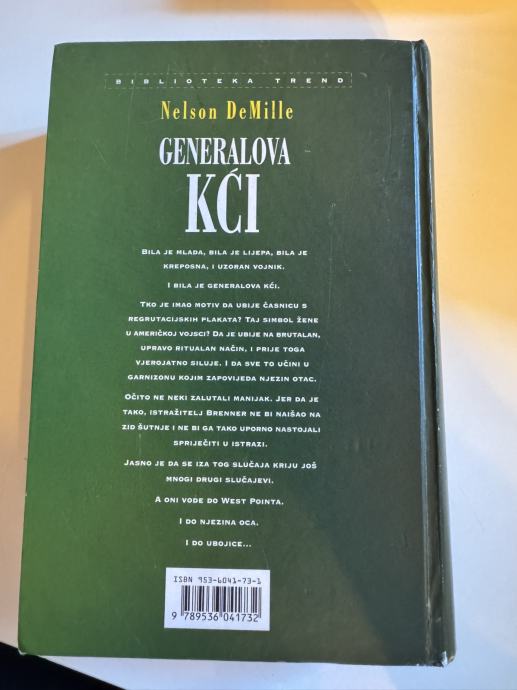 BIBLIOTEKA TREND
Nelson DeMille
GENERALOVA
KĆI
BILA JE MLADA, BILA JE LIJEPA, BILA JE
KREPOSNA, I UZORAN VOJNIK.
I BILA JE GENERALOVA KĆI.
TKO JE IMAO MOTIV DA UBIJE ČASNICU S
REGRUTACIJSKIH PLAKATA? TAJ SIMBOL ŽENE
U AMERIČKOJ VOJSCI? DA JE UBIJE NA BRUTALAN,
UPRAVO RITUALAN NAČIN, I PRIJE TOGA
VJEROJATNO SILUJE. I DA SVE TO UČINI U
GARNIZONU KOJIM ZAPOVIJEDA NJEZIN OTAC.
OČITO NE NEKI ZALUTALI MANIJAK. JER DA JE
TAKO, ISTRAŽITELJ BRENNER NE BI NAIŠAO NA
ZID ŠUTNJE I NE BI GA TAKO UPORNO NASTOJALI
SPRIJEČITI U ISTRAZI.
JASNO JE DA SE IZA TOG SLUČAJA KRIJU JOŠ
MNOGI DRUGI SLUČAJEVI.
A ONI VODE DO WEST POINTA.
I DO NJEZINA OCA.
I DO UBOJICE...
ISBN 953-6041-73-1
9 789536 041732